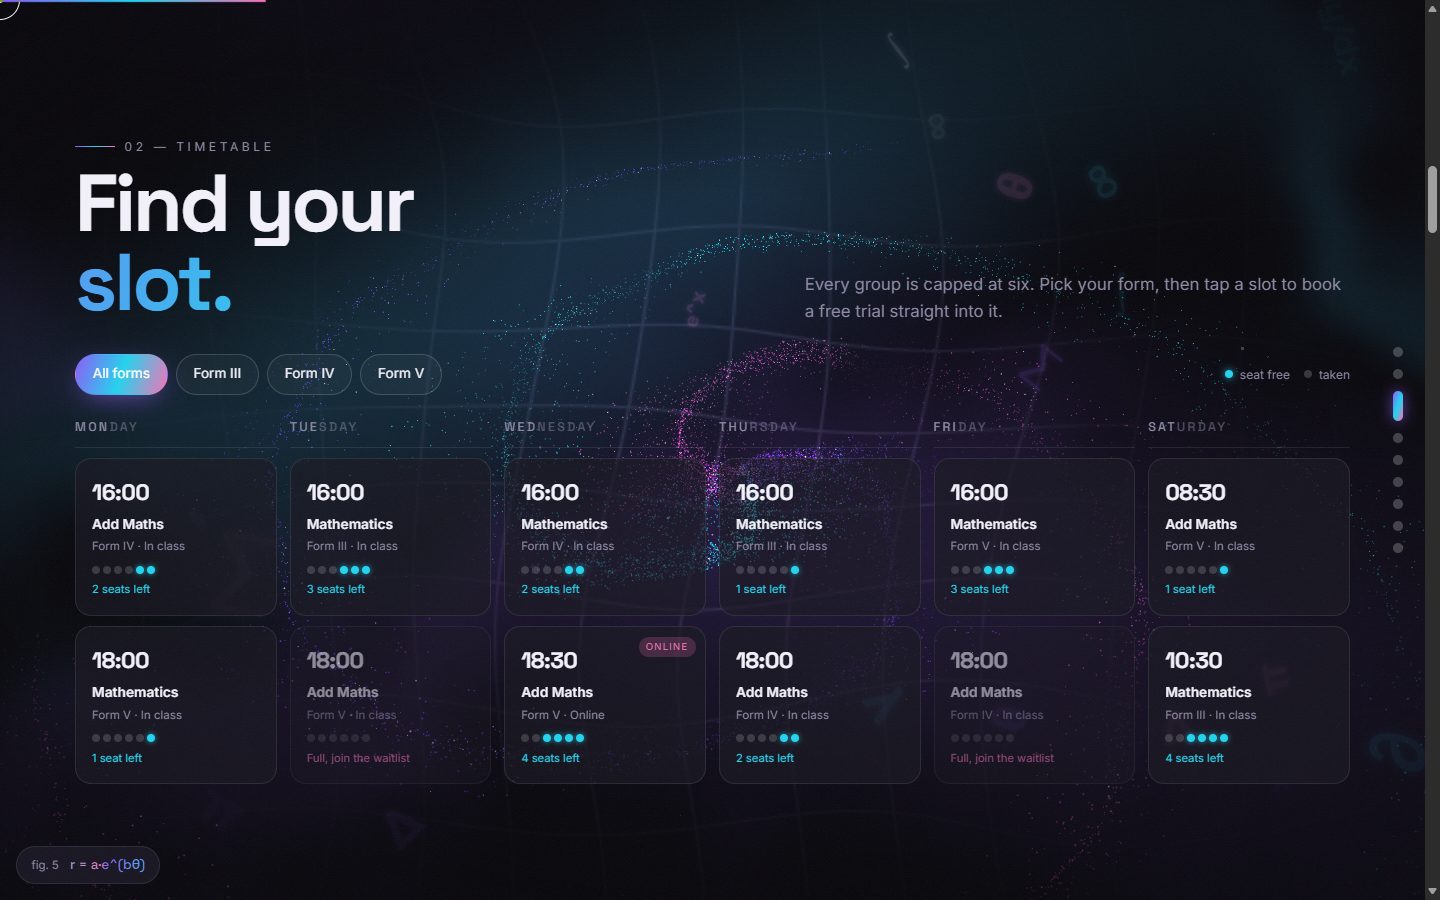 02 — TIMETABLE
Find your
slot.
Every group is capped at six. Pick your form, then tap a slot to book
a free trial straight into it.
All forms
Form III
Form IV
Form V
seat free
taken
MONDAY
TUESDAY
WEDNESDAY
THURSDAY
FRIDAY
SATURDAY
16:00
Add Maths
Form IV · In class
2 seats left
16:00
Mathematics
Form III · In class
3 seats left
16:00
Mathematics
Form IV · In class
2 seats left
16:00
Mathematics
Form III · In class
1 seat left
16:00
Mathematics
Form V · In class
3 seats left
08:30
Add Maths
Form V · In class
1 seat left
18:00
Mathematics
Form V · In class
1 seat left
18:00
Add Maths
Form V · In class
Full, join the waitlist
ONLINE
18:30
Add Maths
Form V · Online
4 seats left
18:00
Add Maths
Form IV · In class
2 seats left
18:00
Add Maths
Form IV · In class
Full, join the waitlist
10:30
Mathematics
Form III · In class
4 seats left
fig. 5 r = a·e^(bθ)